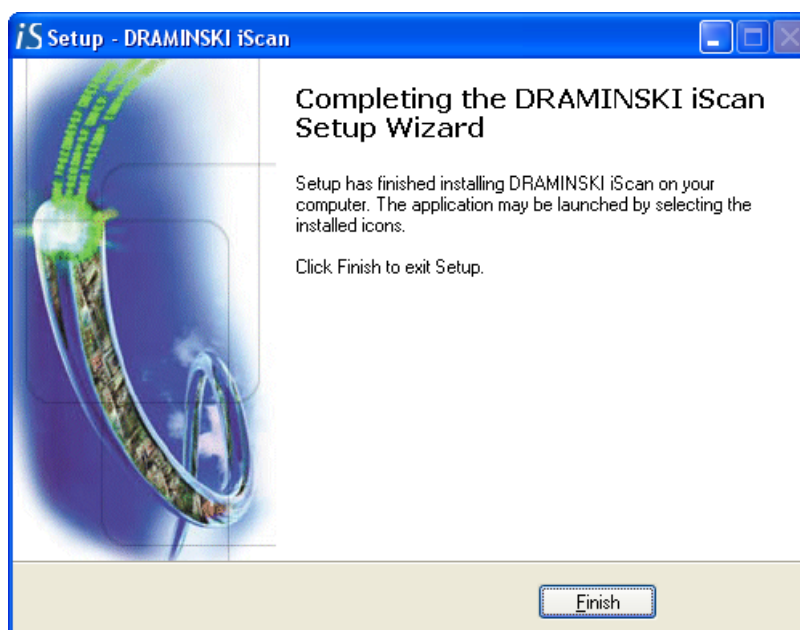 iS Setup - DRAMINSKI iScan
Completing the DRAMINSKI iScan
Setup Wizard
Setup has finished installing DRAMINSKI iScan on your
computer. The application may be launched by selecting the
installed icons.
Click Finish to exit Setup.
Finish